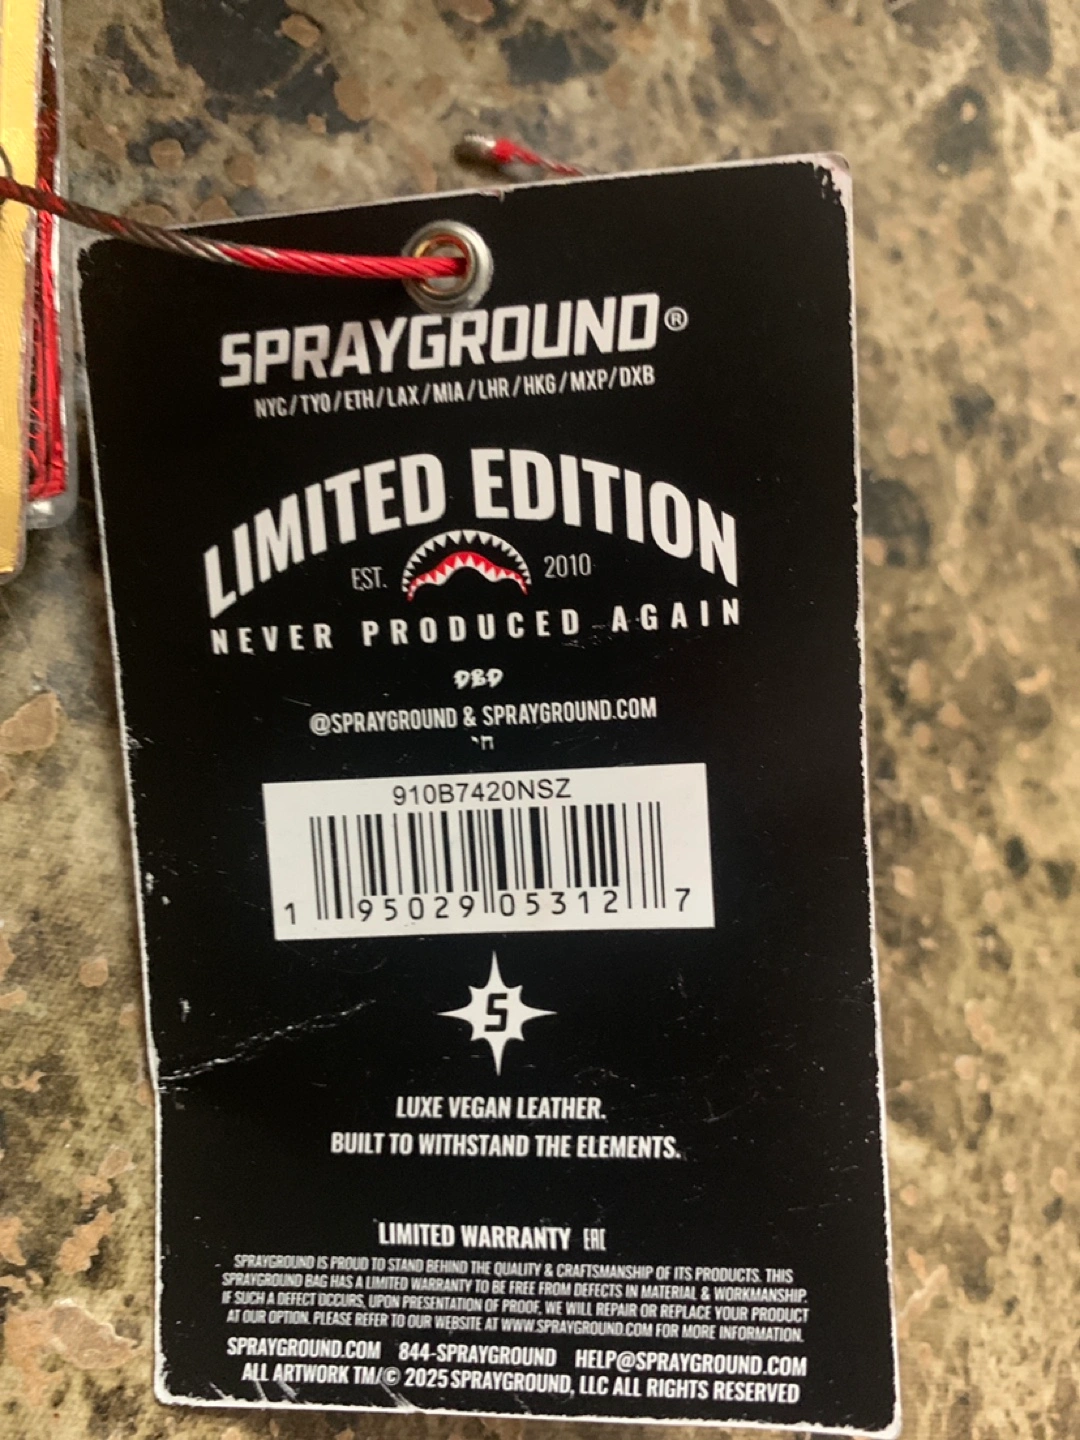 SPRAYGROUND®
NYC/TYO/ETH/LAX/MIA/LHR/HKG/MXP/DXB
LIMITED EDITION
EST. 2010
NEVER PRODUCED AGAIN
DBD
@SPRAYGROUND & SPRAYGROUND.COM
910B7420NSZ
1 95029 05312 7
S
LUXE VEGAN LEATHER.
BUILT TO WITHSTAND THE ELEMENTS.
LIMITED WARRANTY EAC
SPRAYGROUND IS PROUD TO STAND BEHIND THE QUALITY & CRAFTSMANSHIP OF ITS PRODUCTS. THIS
SPRAYGROUND BAG HAS A LIMITED WARRANTY TO BE FREE FROM DEFECTS IN MATERIAL & WORKMANSHIP.
IF SUCH A DEFECT OCCURS, UPON PRESENTATION OF PROOF, WE WILL REPAIR OR REPLACE YOUR PRODUCT
AT OUR OPTION. PLEASE REFER TO OUR WEBSITE AT WWW.SPRAYGROUND.COM FOR MORE INFORMATION.
SPRAYGROUND.COM 844-SPRAYGROUND HELP@SPRAYGROUND.COM
ALL ARTWORK TM/© 2025 SPRAYGROUND, LLC ALL RIGHTS RESERVED